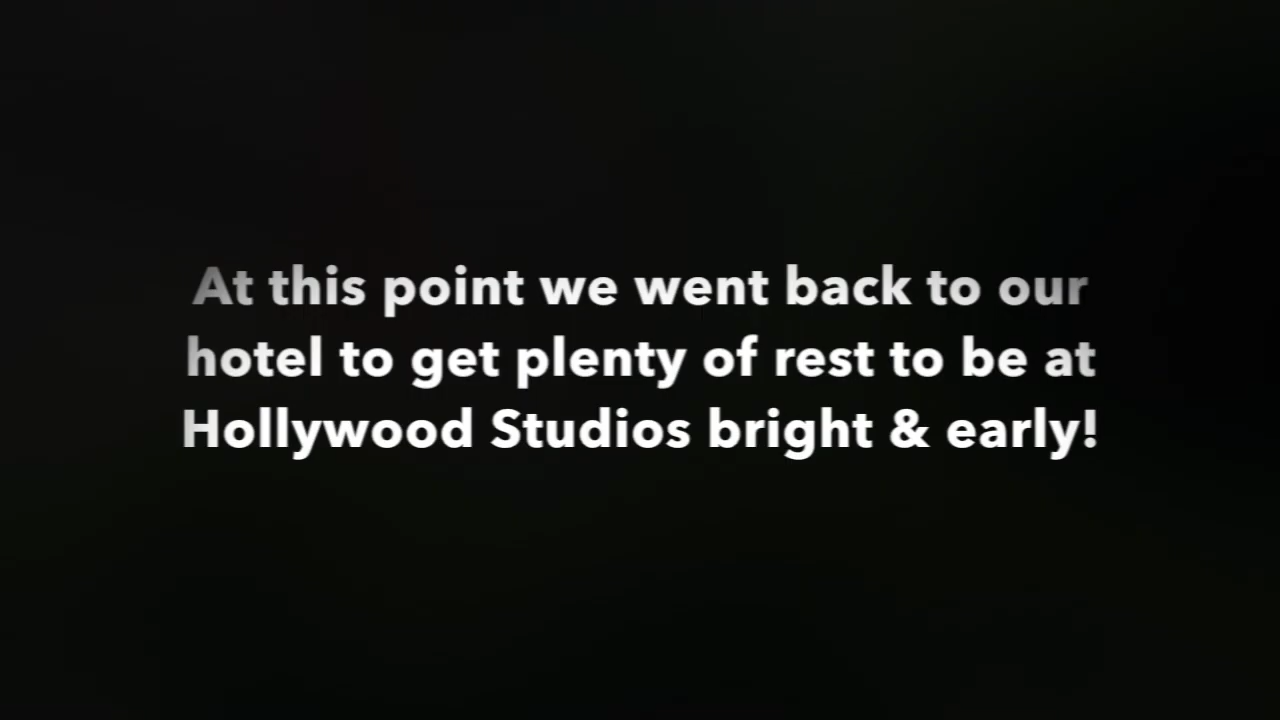 At this point we went back to our
hotel to get plenty of rest to be at
Hollywood Studios bright & early!